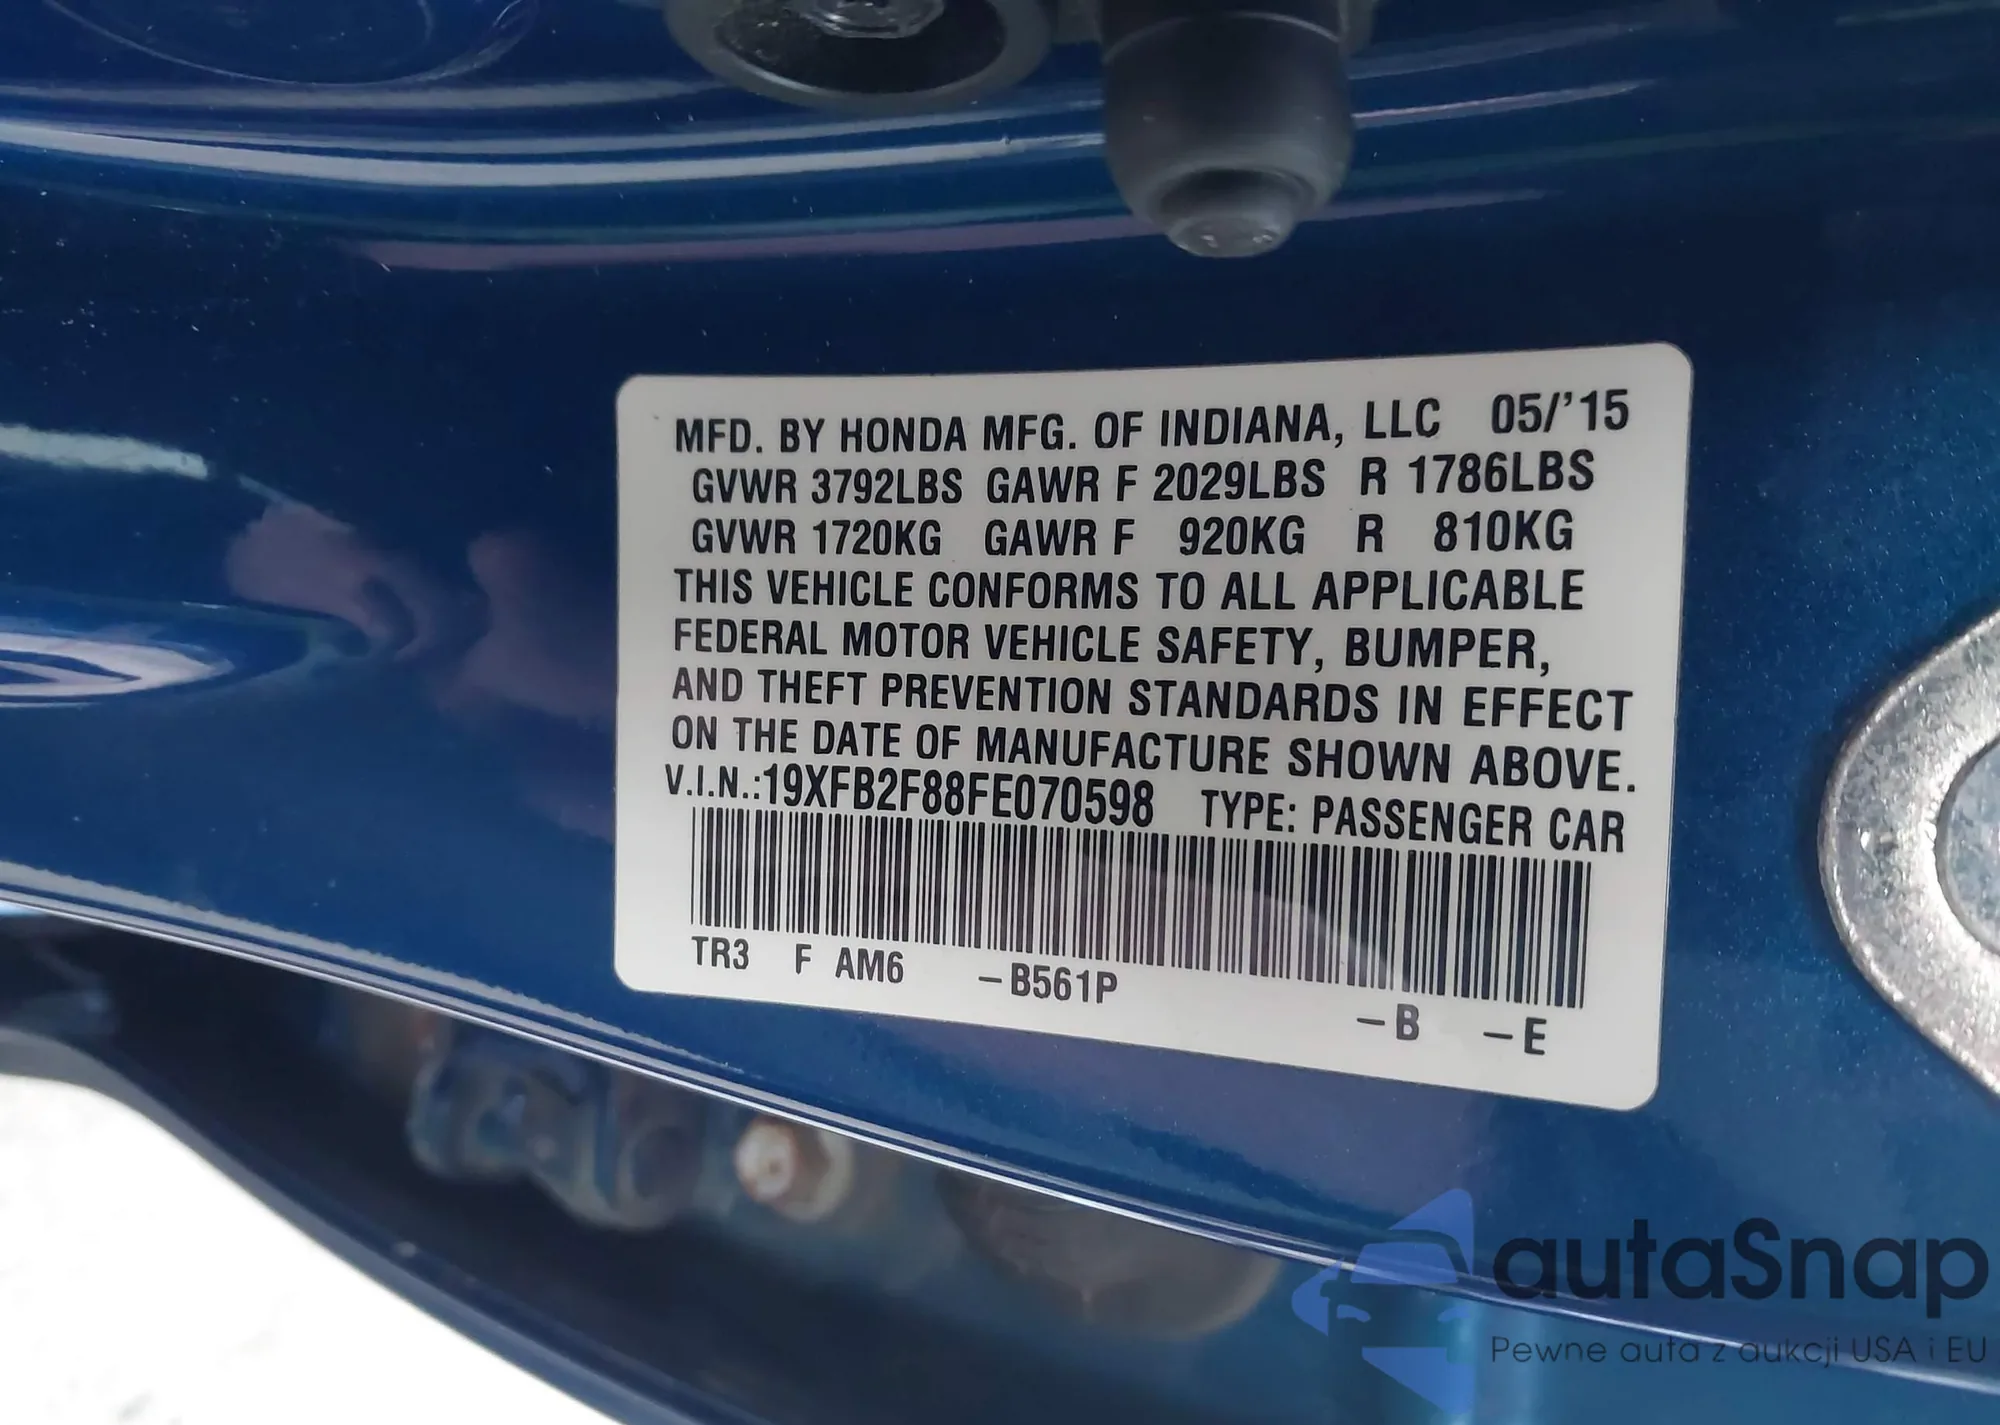 MFD. BY HONDA MFG. OF INDIANA, LLC 05/'15
GVWR 3792LBS GAWR F 2029LBS R 1786LBS
GVWR 1720KG GAWR F 920KG R 810KG
THIS VEHICLE CONFORMS TO ALL APPLICABLE
FEDERAL MOTOR VEHICLE SAFETY, BUMPER,
AND THEFT PREVENTION STANDARDS IN EFFECT
ON THE DATE OF MANUFACTURE SHOWN ABOVE.
V.I.N.:19XFB2F88FE070598 TYPE: PASSENGER CAR
TR3 F AM6 -B561P -B -E
autaSnap
Pewne auta z aukcji USA i EU